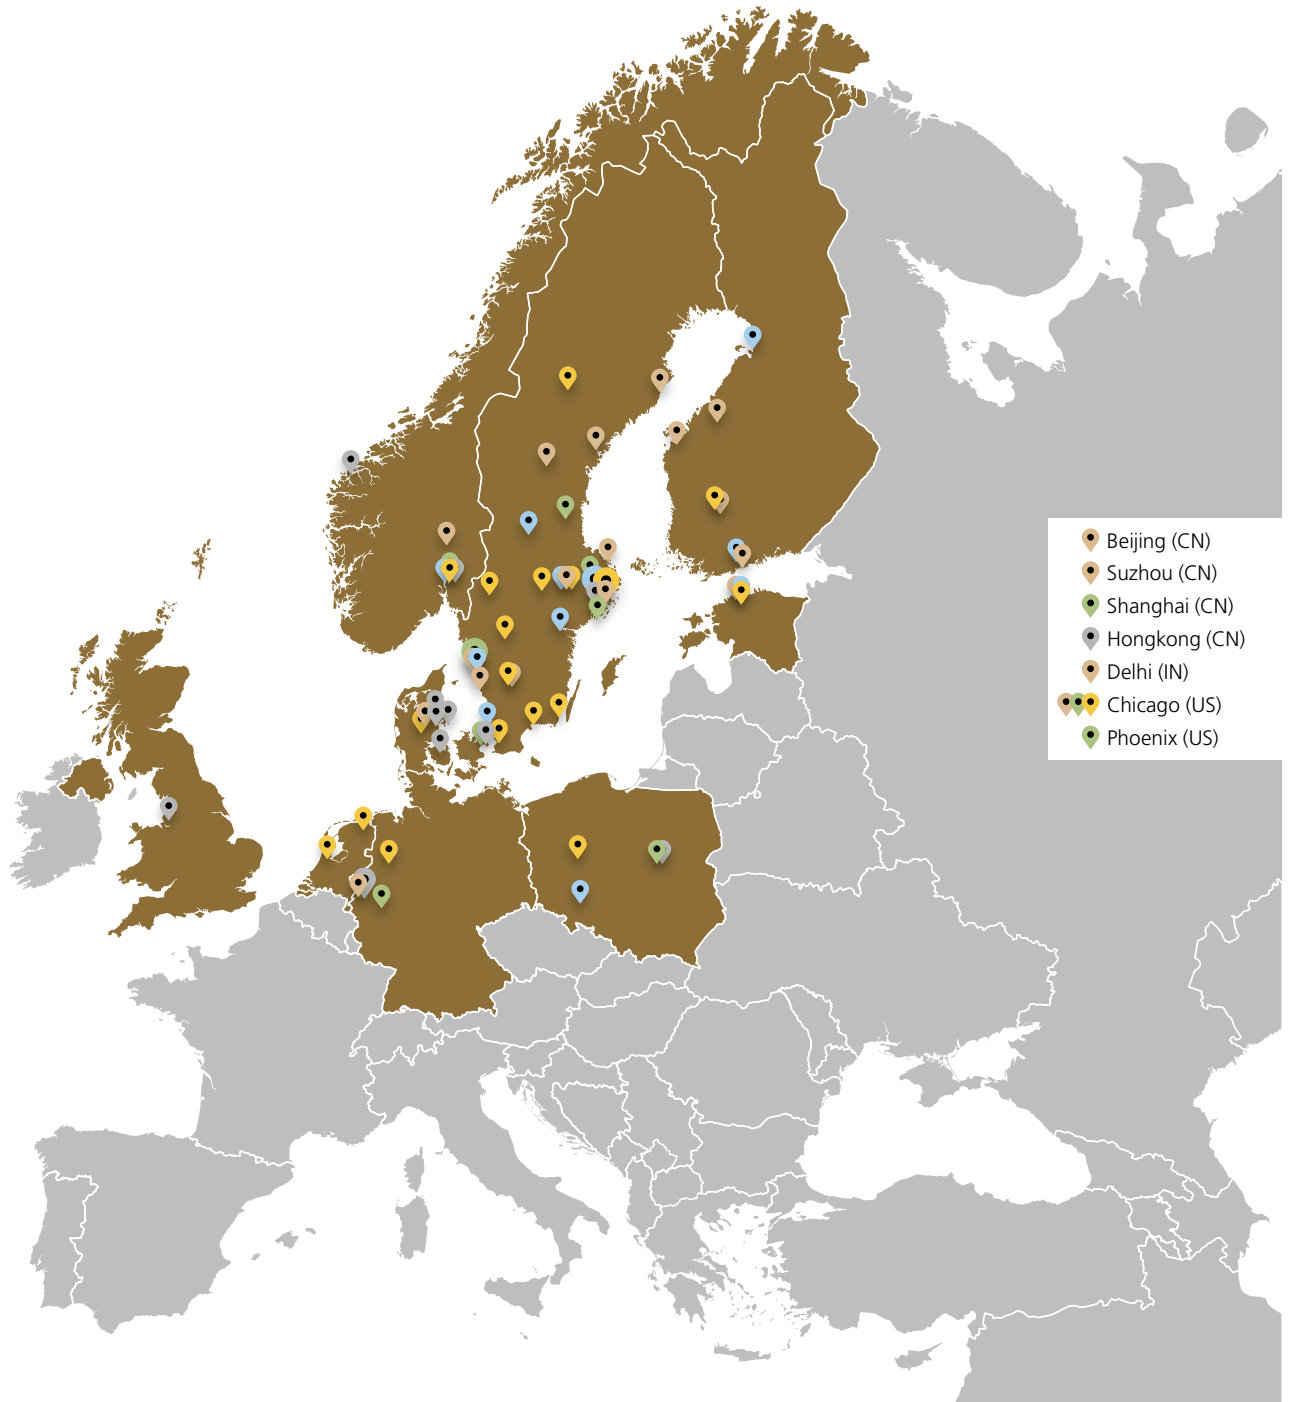 Beijing (CN)
Suzhou (CN)
Shanghai (CN)
Hongkong (CN)
Delhi (IN)
Chicago (US)
Phoenix (US)